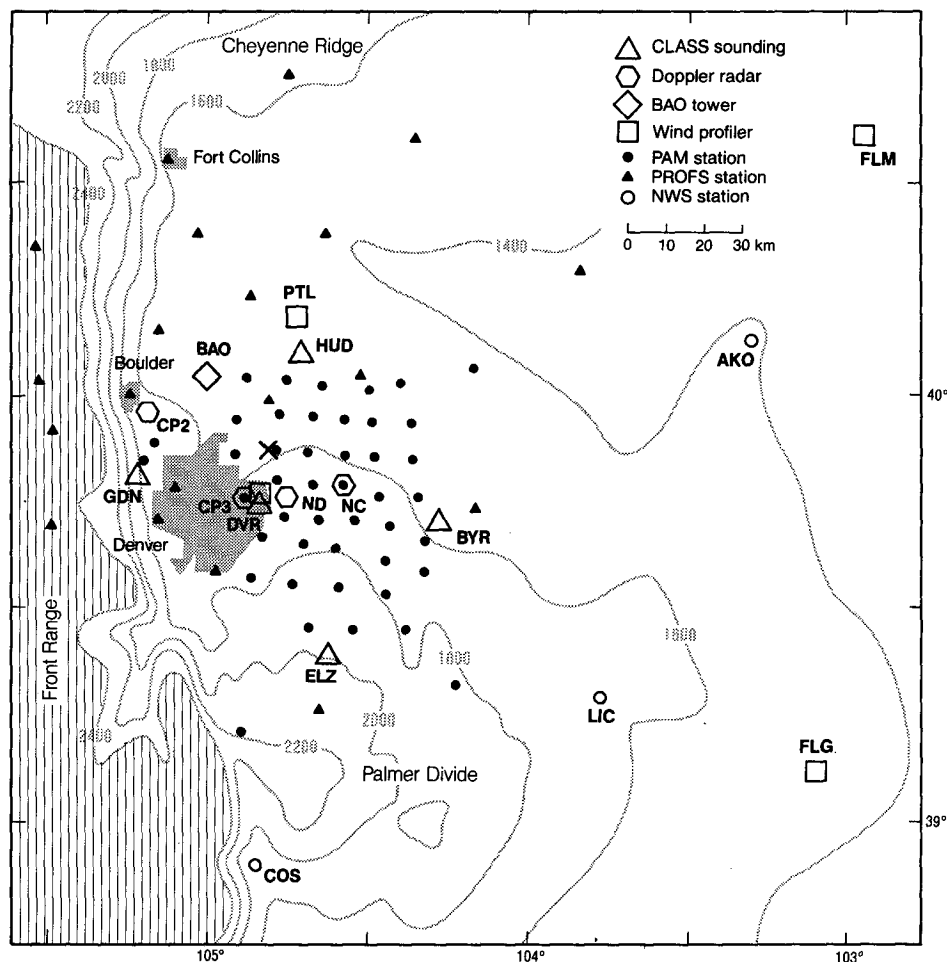 Cheyenne Ridge
CLASS sounding
Doppler radar
BAO tower
Wind profiler
PAM station
PROFS station
NWS station
0 10 20 30 km
2200
2000
1800
1600
Fort Collins
FLM
2400
1400
PTL
HUD
BAO
Boulder
AKO
40°
CP2
GDN
CP3
DVR
ND
NC
BYR
Denver
Front Range
ELZ
1800
1600
LIC
2000
2400
2200
Palmer Divide
FLG
39°
COS
105°
104°
103°